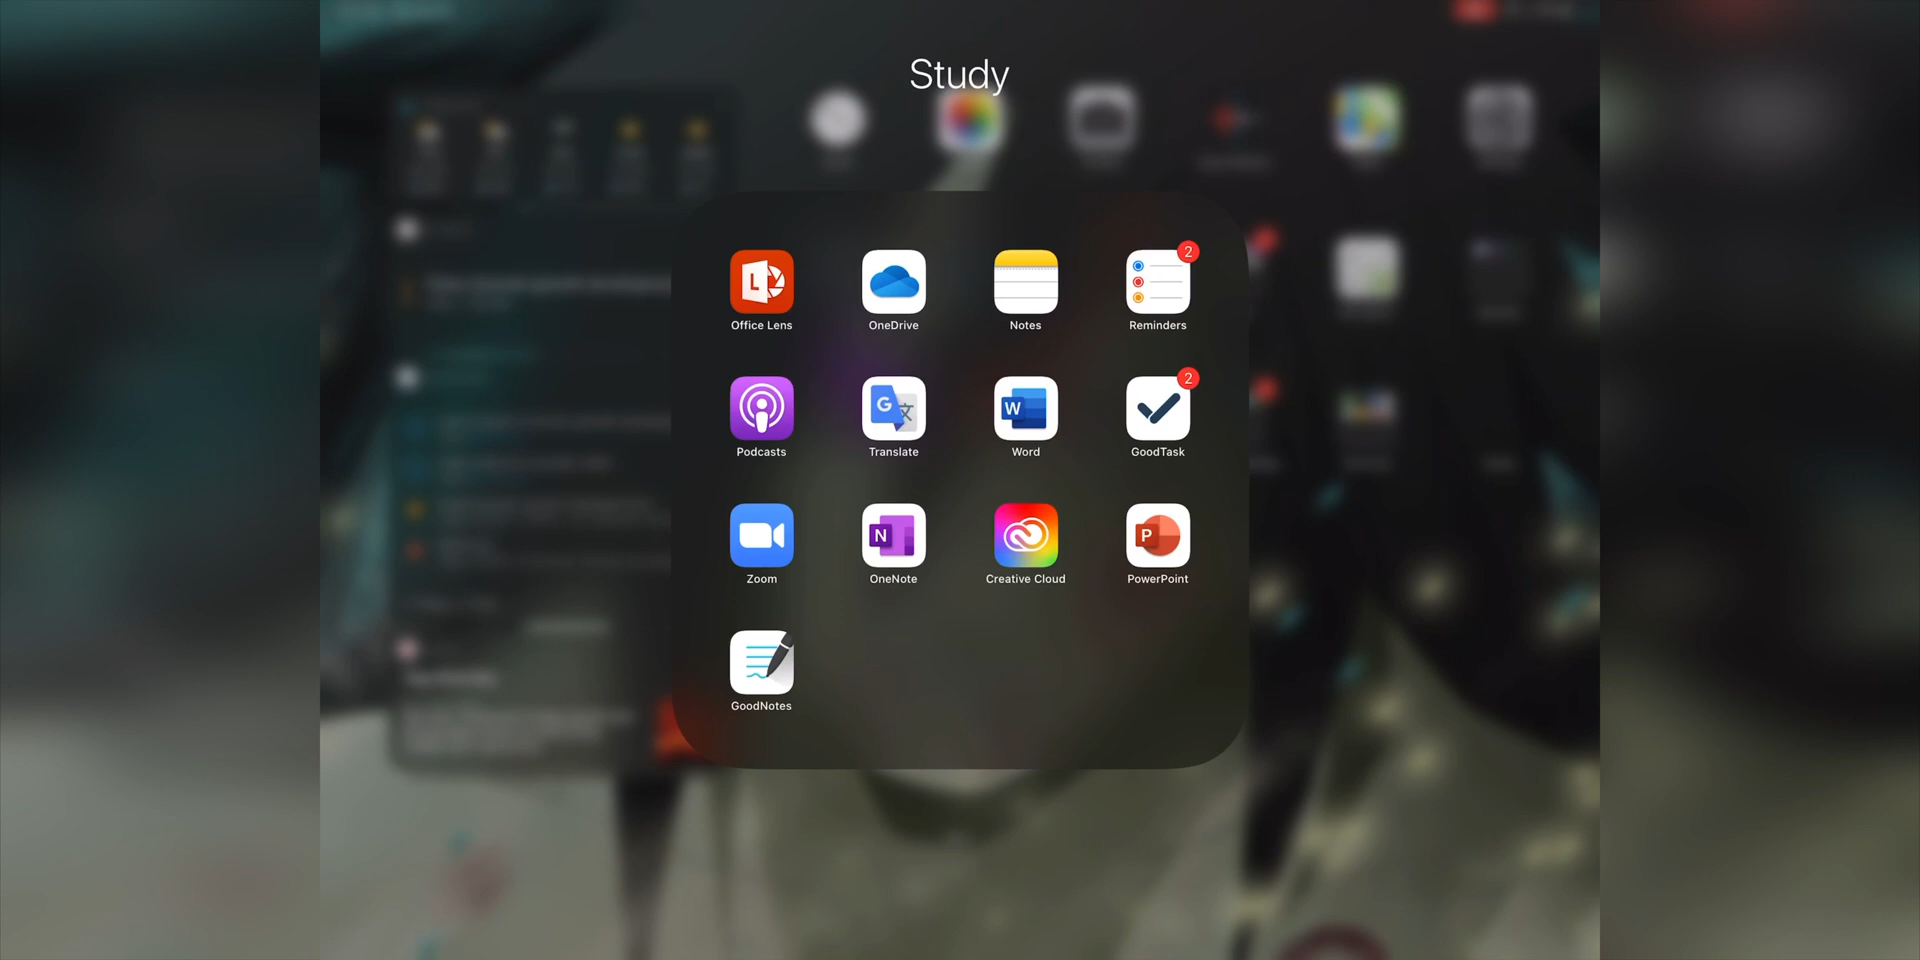 Study
2
Office Lens
OneDrive
Notes
Reminders
2
Podcasts
Translate
Word
GoodTask
Zoom
OneNote
Creative Cloud
PowerPoint
GoodNotes